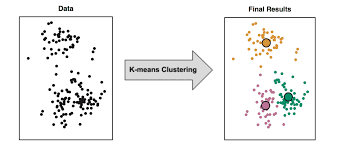 Data
Final Results
K-means Clustering